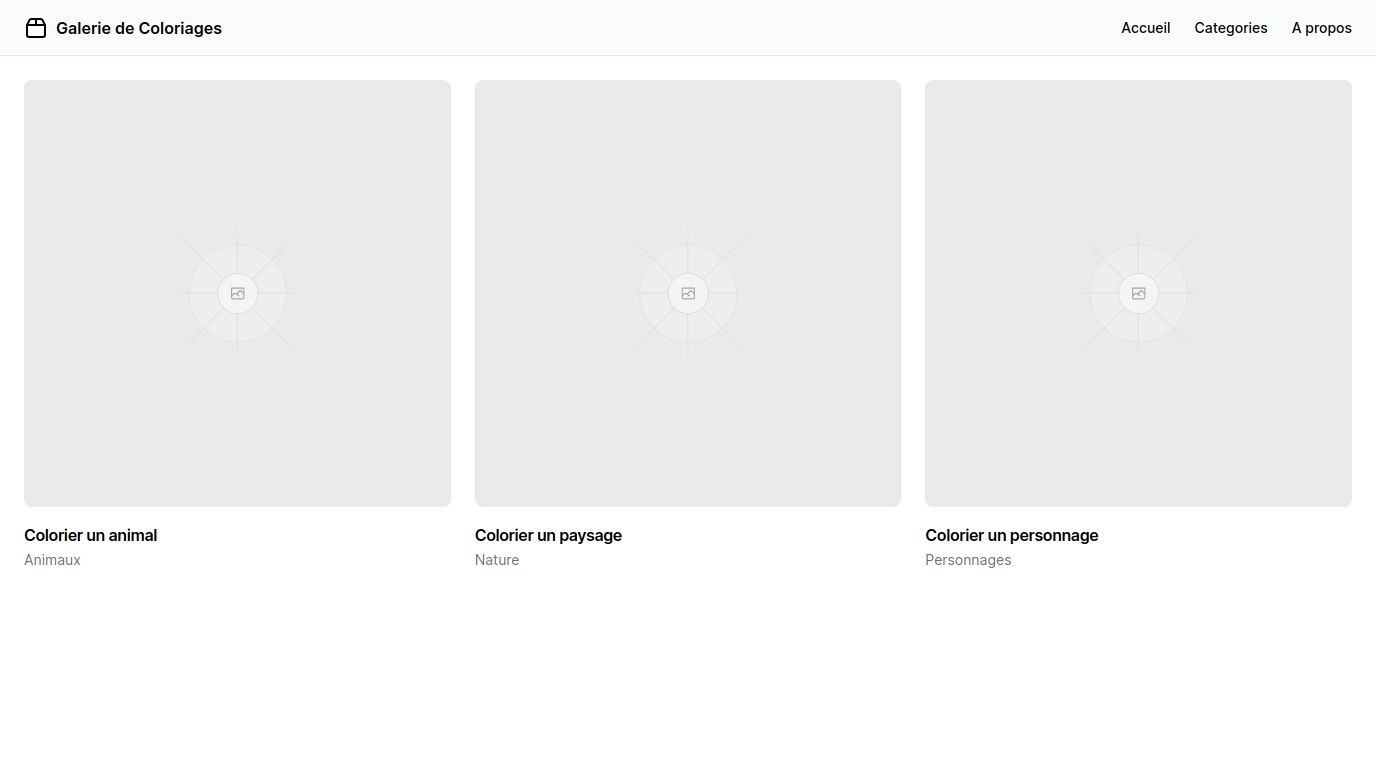 Galerie de Coloriages
Accueil
Categories
A propos
Colorier un animal
Animaux
Colorier un paysage
Nature
Colorier un personnage
Personnages